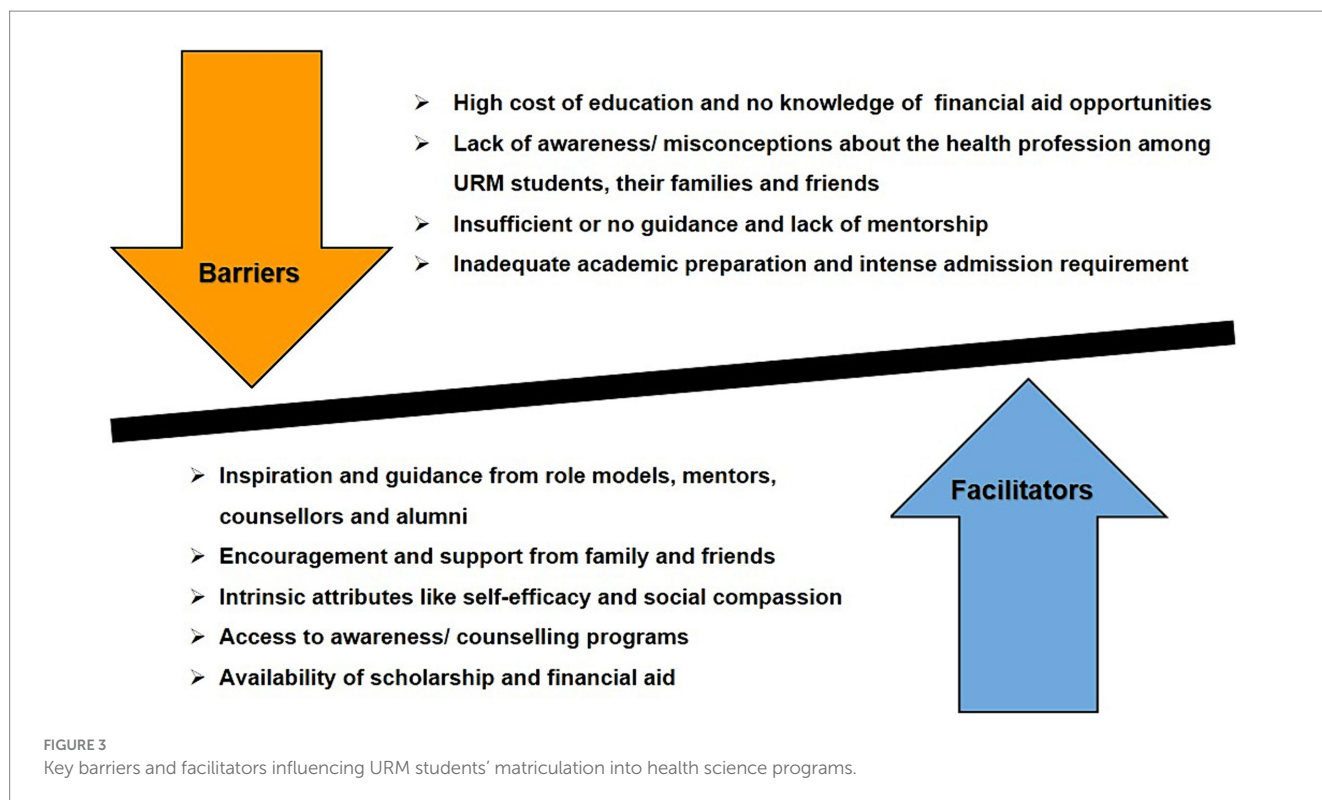 ➢ High cost of education and no knowledge of financial aid opportunities
➢ Lack of awareness/ misconceptions about the health profession among
URM students, their families and friends
➢ Insufficient or no guidance and lack of mentorship
➢ Inadequate academic preparation and intense admission requirement
Barriers
➢ Inspiration and guidance from role models, mentors,
counsellors and alumni
➢ Encouragement and support from family and friends
➢ Intrinsic attributes like self-efficacy and social compassion
➢ Access to awareness/ counselling programs
➢ Availability of scholarship and financial aid
Facilitators
FIGURE 3
Key barriers and facilitators influencing URM students’ matriculation into health science programs.